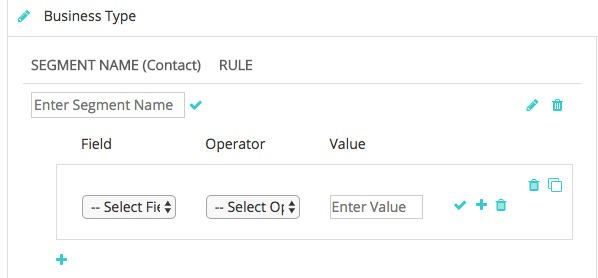 Business Type
SEGMENT NAME (Contact) RULE
Enter Segment Name
Field Operator Value
-- Select Fie -- Select Op Enter Value